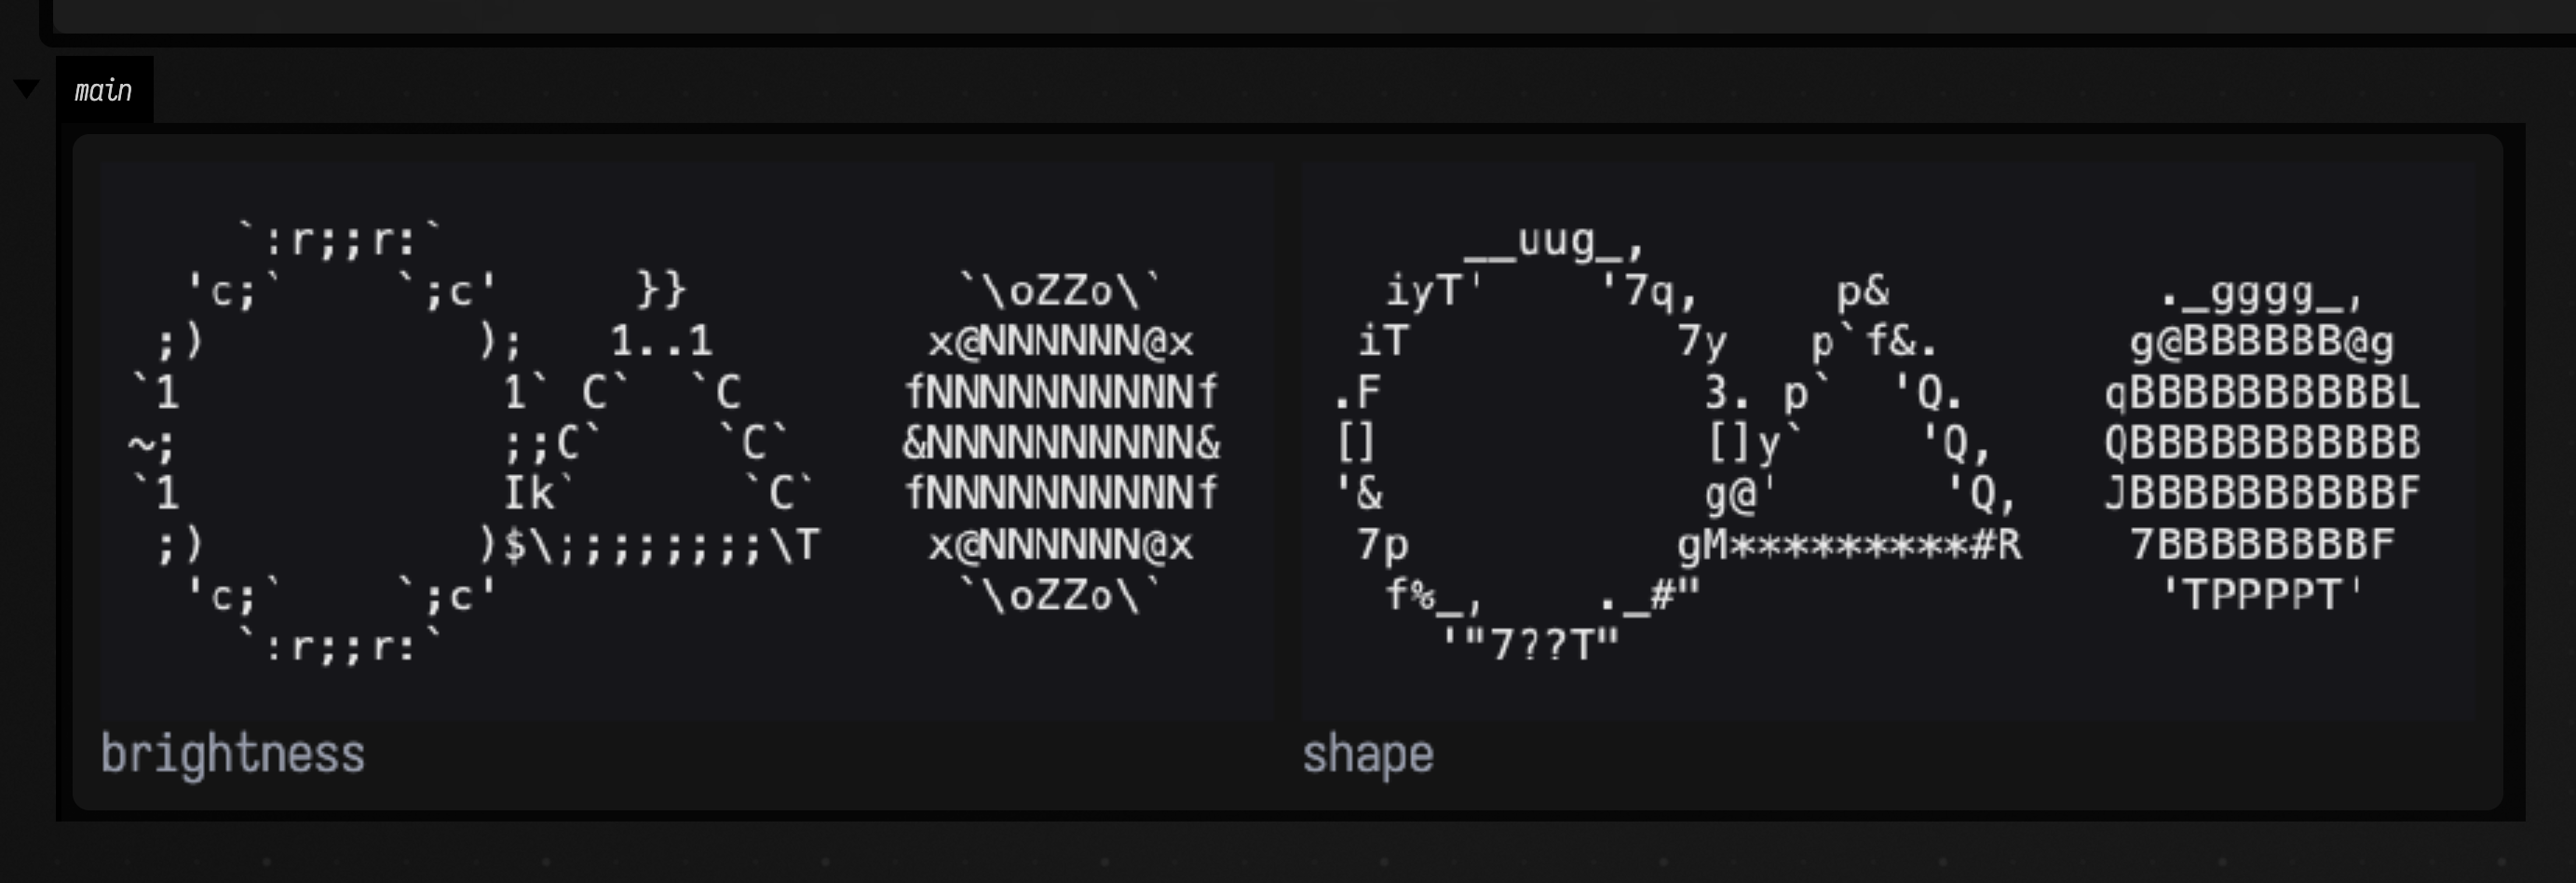 main
`:r;;r:`
'c;`    `;c'     }}          `\oZZo\`
;)          );   1..1        x@NNNNNN@x
`1            1` C`  `C      fNNNNNNNNNNf
~;            ;;C`    `C`    &NNNNNNNNNN&
`1            Ik`      `C`   fNNNNNNNNNNf
;)          )$\;;;;;;;;\T    x@NNNNNN@x
'c;`    `;c'                 `\oZZo\`
`:r;;r:`
brightness
__uug_,
iyT'    '7q,     p&          ._gggg_,
iT          7y   p`f&.      g@BBBBBB@g
.F            3. p`  'Q.     qBBBBBBBBBBL
[]            []y`    'Q,    QBBBBBBBBBBB
'&            g@'      'Q,   JBBBBBBBBBBF
7p          gM*********#R    7BBBBBBBBF
f%_,    ._#"                 'TPPPPT'
'"7??T"
shape